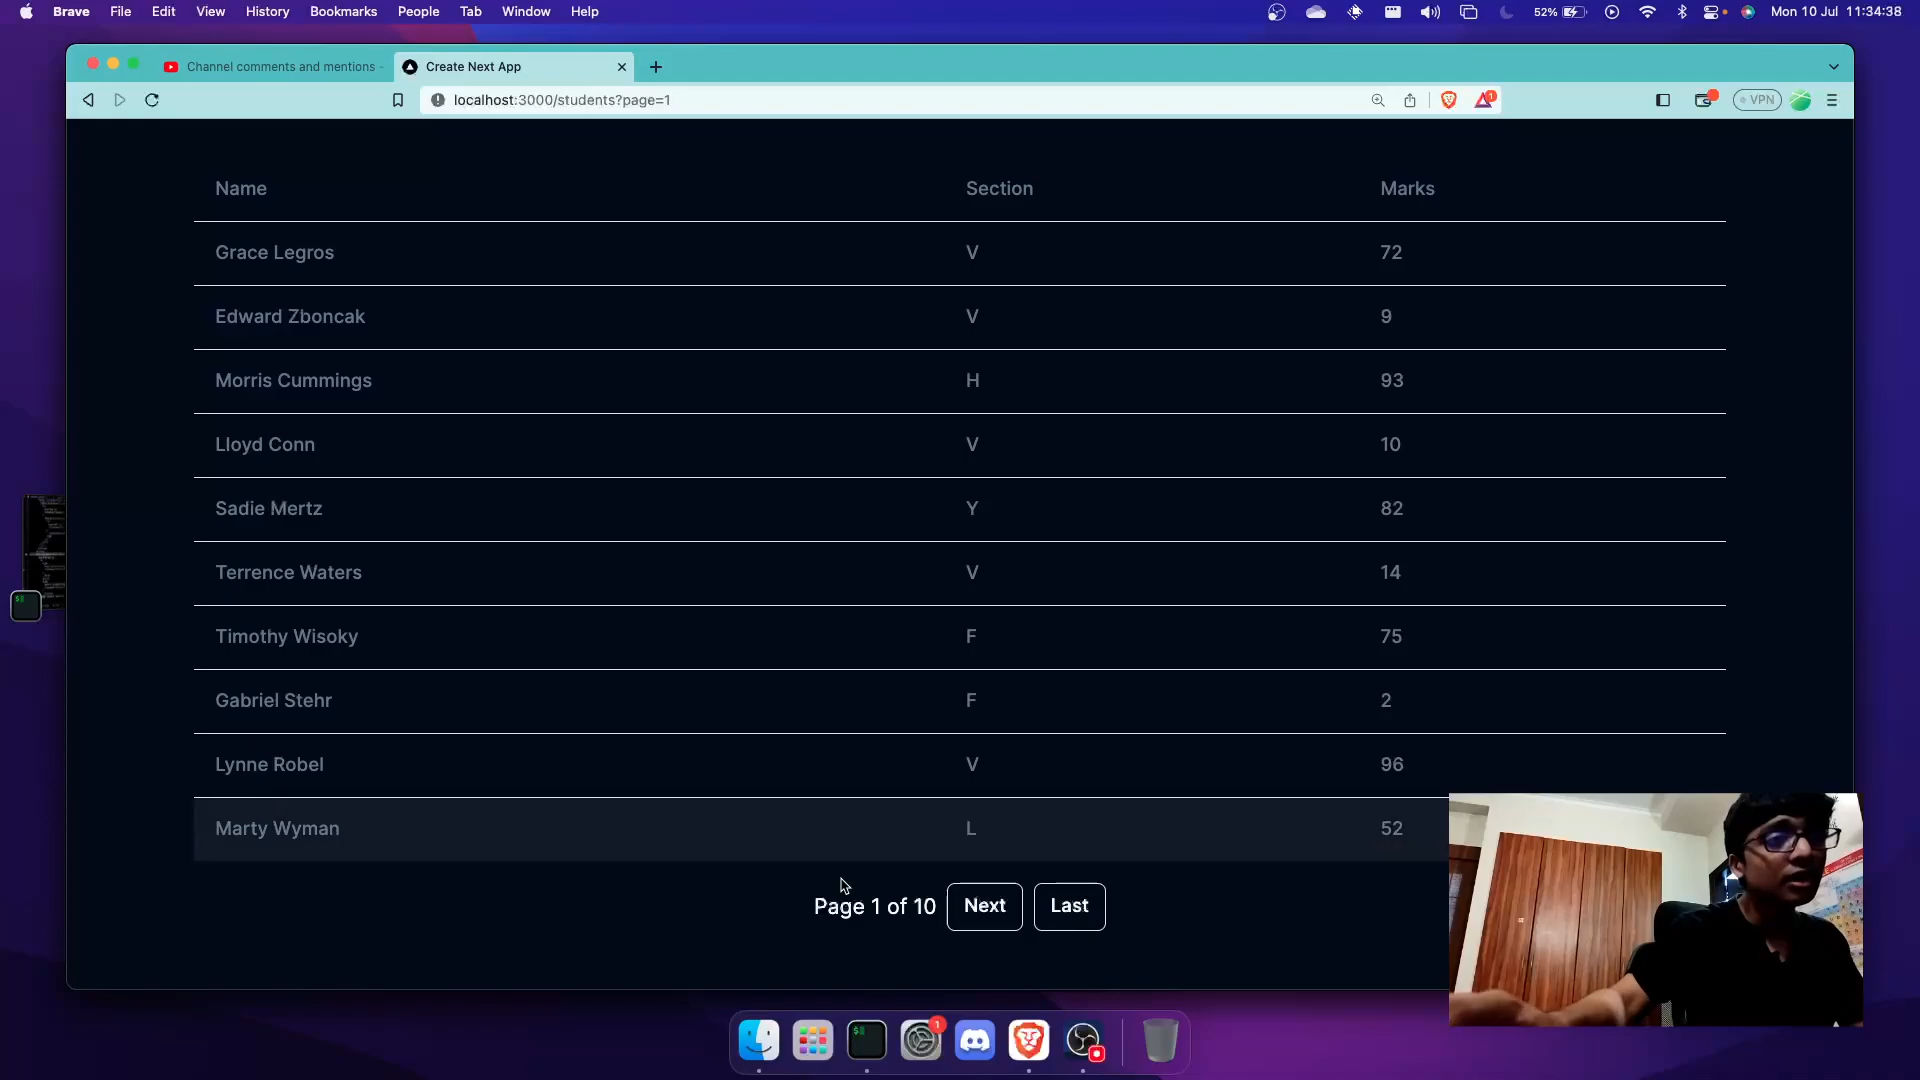 Brave File Edit View History Bookmarks People Tab Window Help 52% Mon 10 Jul 11:34:38
Channel comments and mentions - Create Next App
localhost:3000/students?page=1 1 VPN
Name Section Marks
Grace Legros V 72
Edward Zboncak V 9
Morris Cummings H 93
Lloyd Conn V 10
Sadie Mertz Y 82
Terrence Waters V 14
Timothy Wisoky F 75
Gabriel Stehr F 2
Lynne Robel V 96
Marty Wyman L 52
Page 1 of 10 Next Last
1